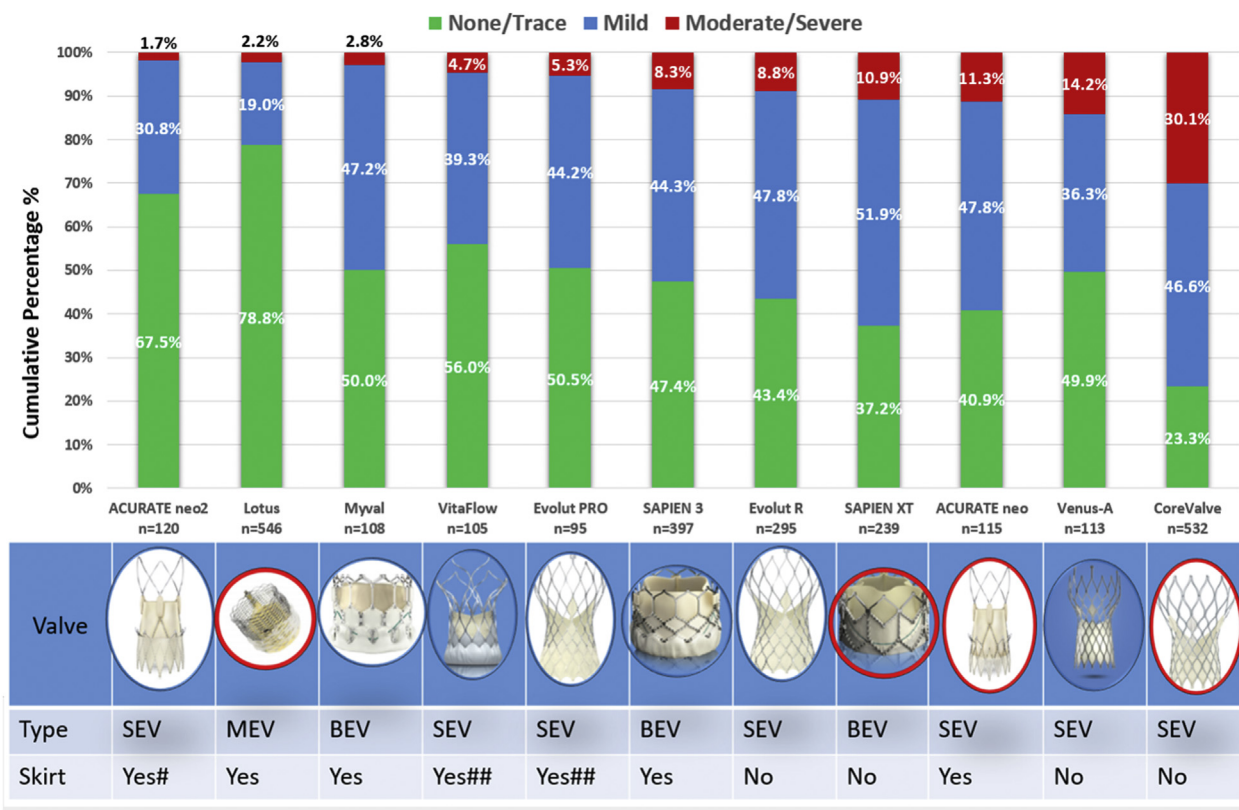 None/Trace Mild Moderate/Severe
Cumulative Percentage %
100%
90%
80%
70%
60%
50%
40%
30%
20%
10%
0%
1.7% 2.2% 2.8% 4.7% 5.3% 8.3% 8.8% 10.9% 11.3% 14.2% 30.1%
30.8% 19.0% 47.2% 39.3% 44.2% 44.3% 47.8% 51.9% 47.8% 36.3% 46.6%
67.5% 78.8% 50.0% 56.0% 50.5% 47.4% 43.4% 37.2% 40.9% 49.9% 23.3%
ACURATE neo2 Lotus Myval VitaFlow Evolut PRO SAPIEN 3 Evolut R SAPIEN XT ACURATE neo Venus-A CoreValve
n=120 n=546 n=108 n=105 n=95 n=397 n=295 n=239 n=115 n=113 n=532
Valve
Type SEV MEV BEV SEV SEV BEV SEV BEV SEV SEV SEV
Skirt Yes# Yes Yes Yes## Yes## Yes No No Yes No No